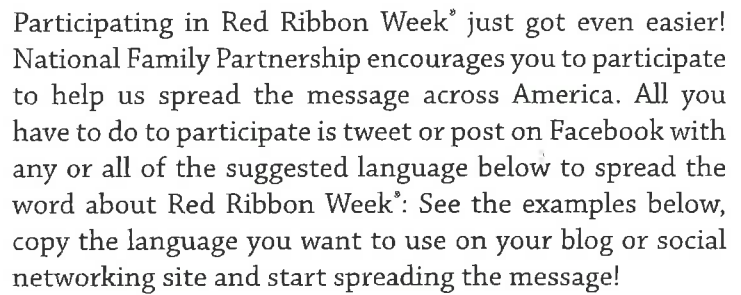 Participating in Red Ribbon Week® just got even easier!
National Family Partnership encourages you to participate
to help us spread the message across America. All you
have to do to participate is tweet or post on Facebook with
any or all of the suggested language below to spread the
word about Red Ribbon Week®: See the examples below,
copy the language you want to use on your blog or social
networking site and start spreading the message!